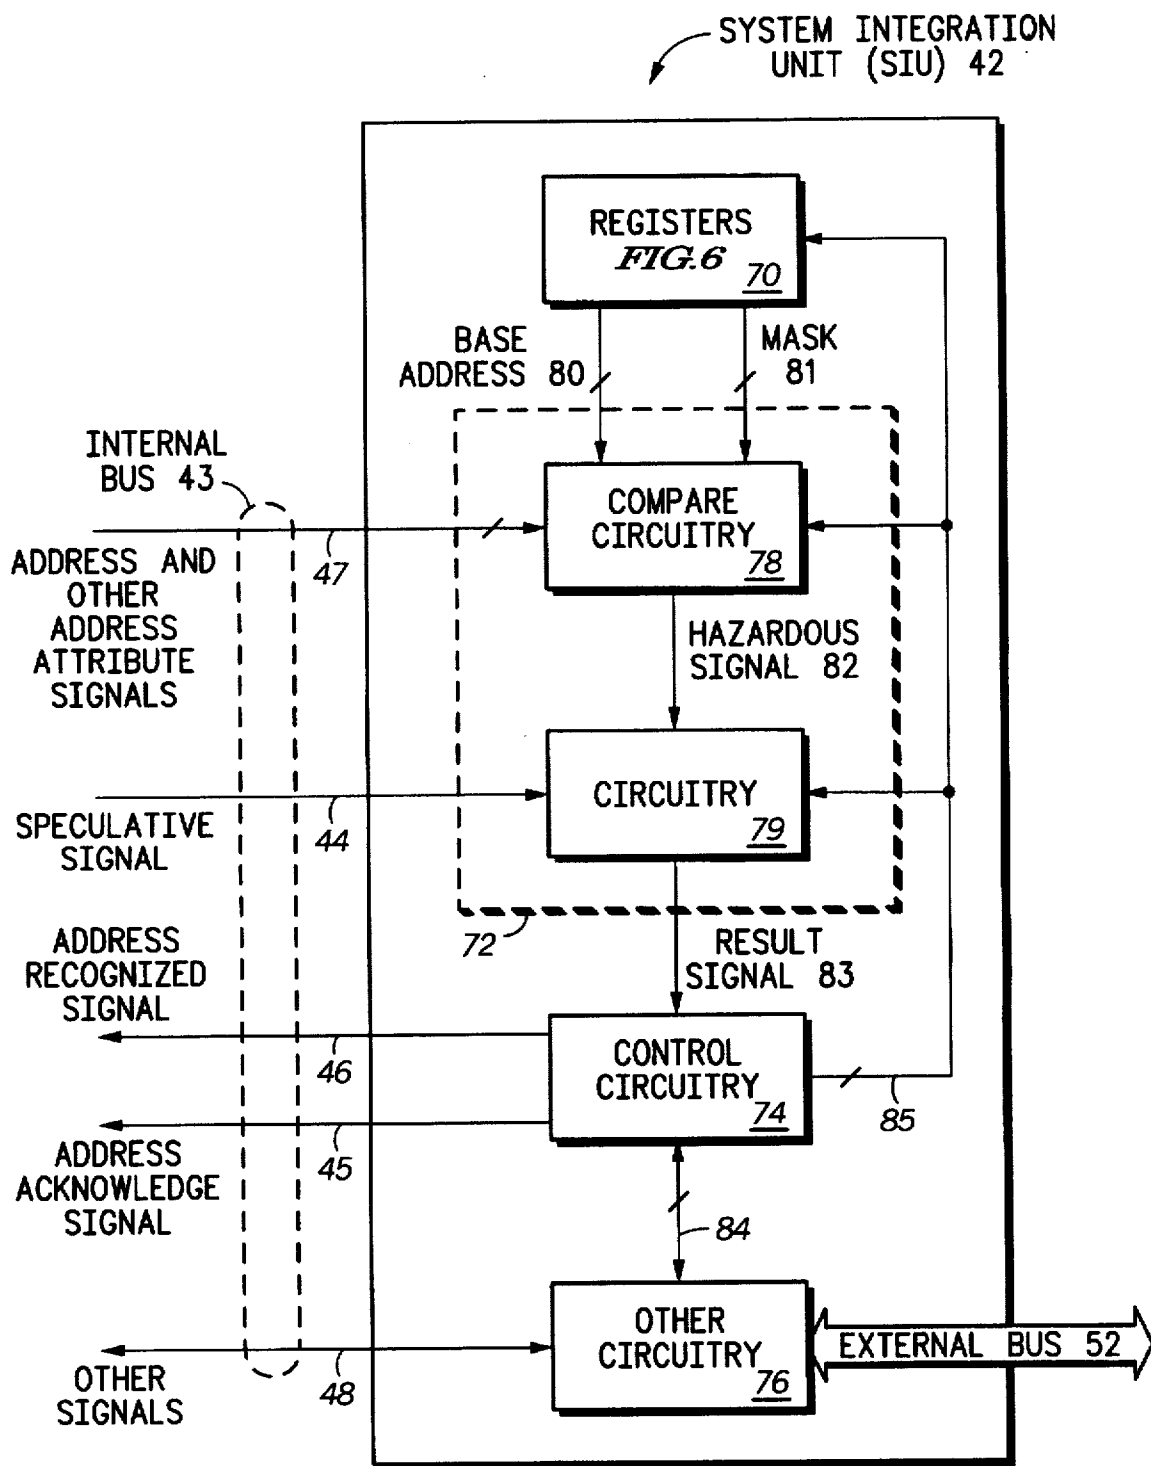 SYSTEM INTEGRATION
UNIT (SIU) 42
REGISTERS
FIG.6
70
BASE
ADDRESS 80
MASK
81
INTERNAL
BUS 43
COMPARE
CIRCUITRY
78
47
ADDRESS AND
OTHER
ADDRESS
ATTRIBUTE
SIGNALS
HAZARDOUS
SIGNAL 82
CIRCUITRY
79
44
SPECULATIVE
SIGNAL
72
RESULT
SIGNAL 83
ADDRESS
RECOGNIZED
SIGNAL
46
CONTROL
CIRCUITRY
74
85
45
ADDRESS
ACKNOWLEDGE
SIGNAL
84
OTHER
CIRCUITRY
76
EXTERNAL BUS 52
48
OTHER
SIGNALS